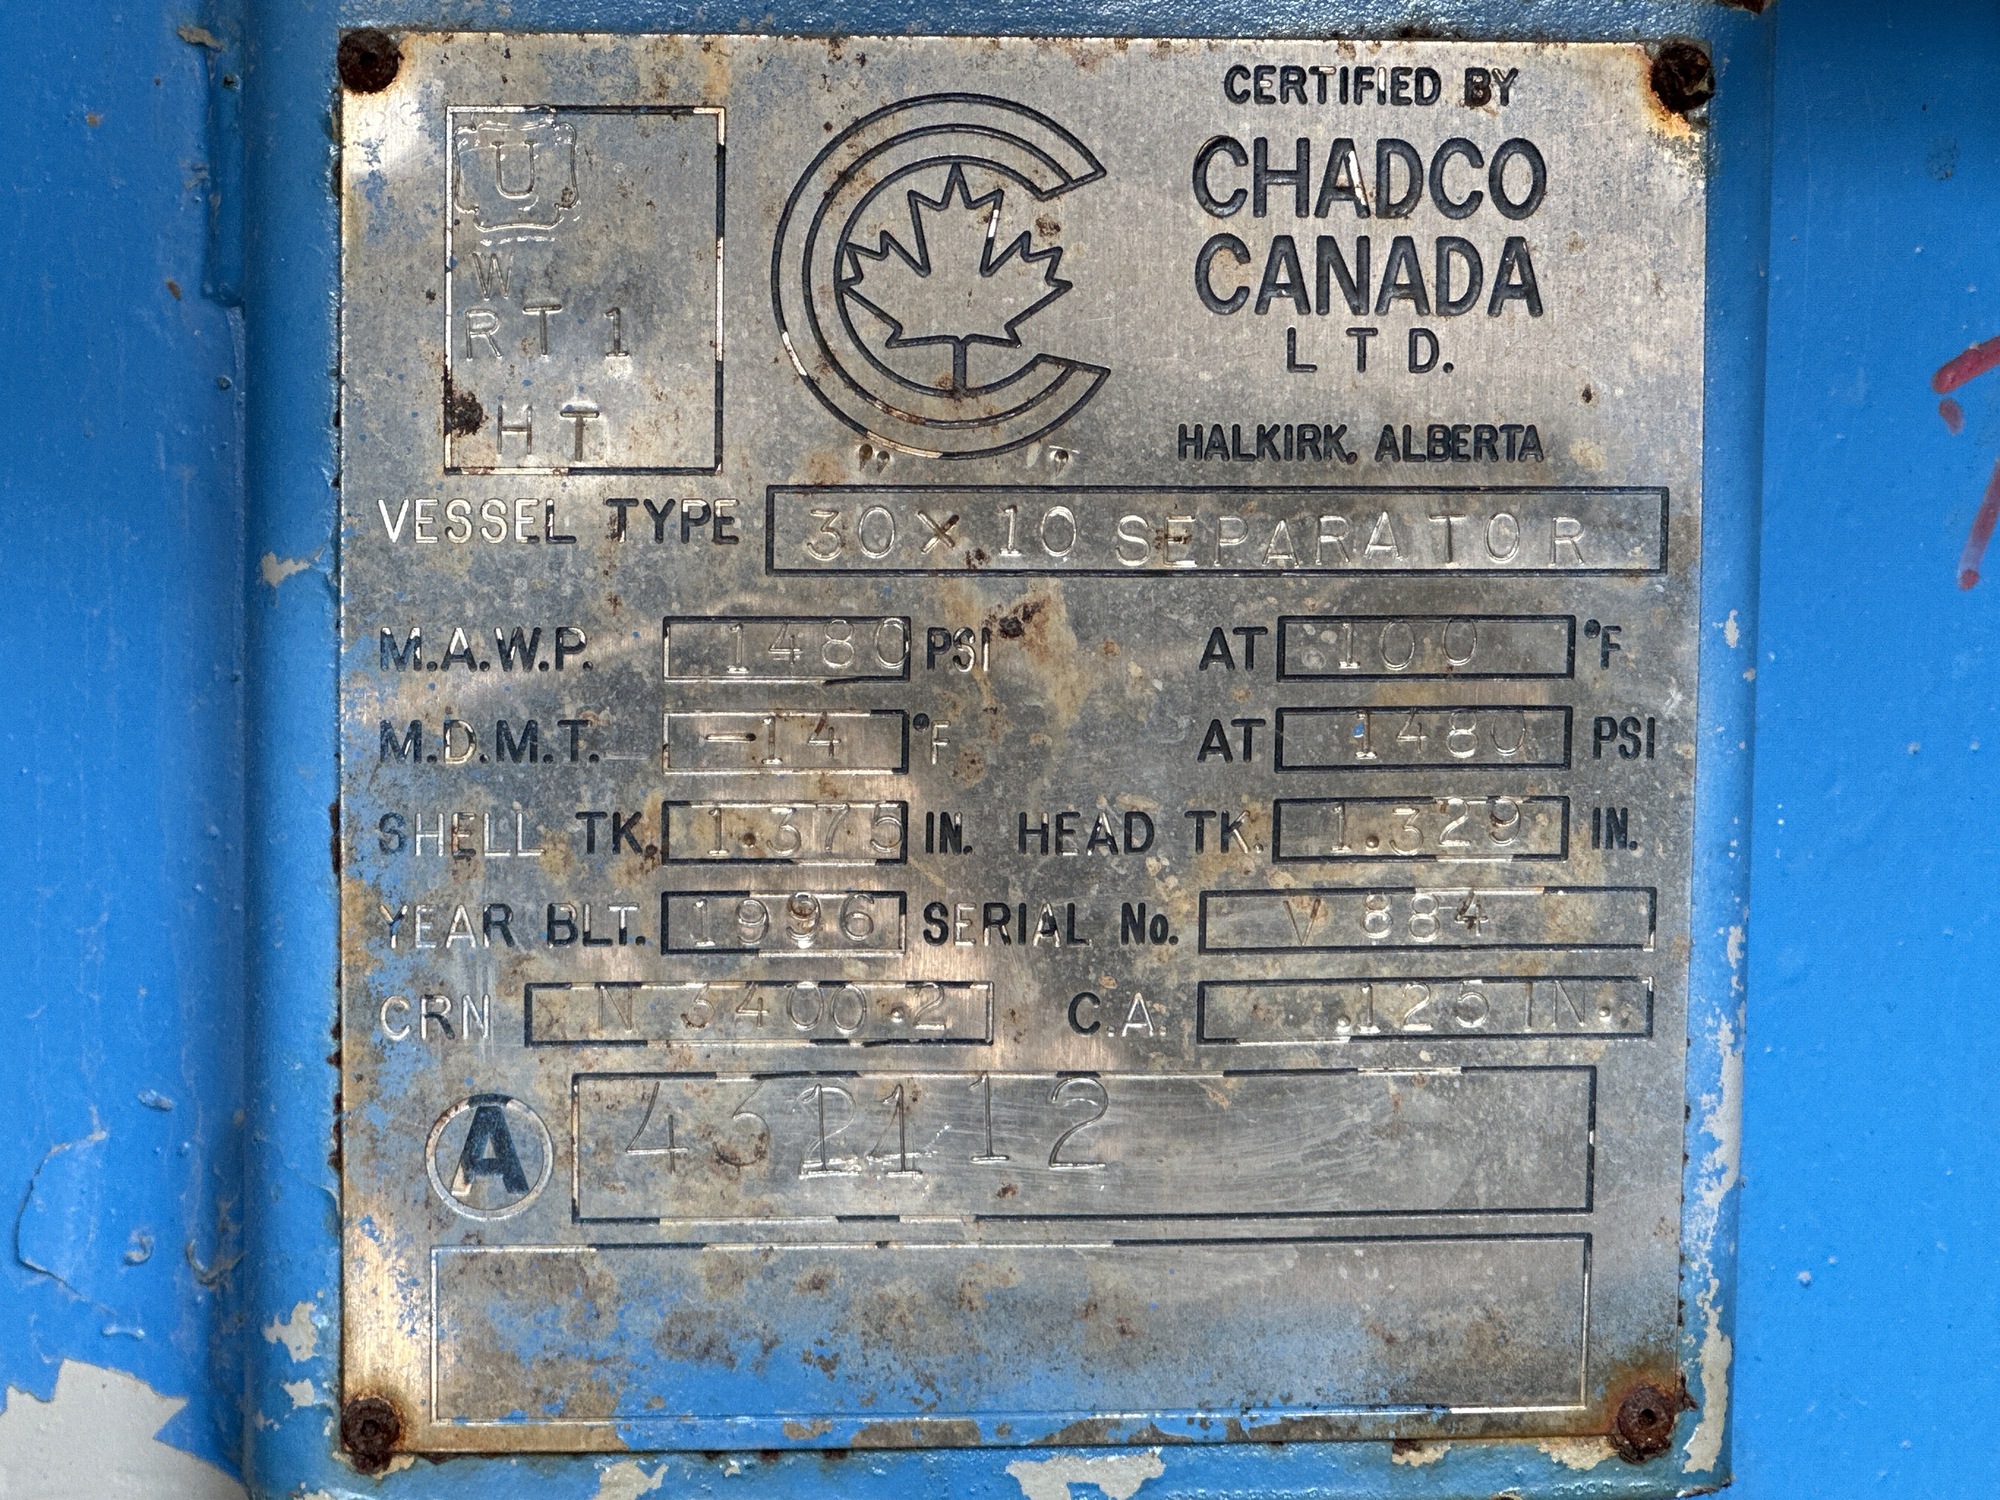 U
W
RT 1
HT
CERTIFIED BY
CHADCO
CANADA
LTD.
HALKIRK, ALBERTA
" "
VESSEL TYPE 30 X 10 SEPARATOR
M.A.W.P. 1480 PSI AT 100 °F
M.D.M.T. -14 °F AT 1480 PSI
SHELL TK. 1.375 IN. HEAD TK. 1.329 IN.
YEAR BLT. 1996 SERIAL No. V 884
CRN N 3400.2 C.A. .125 IN.
A